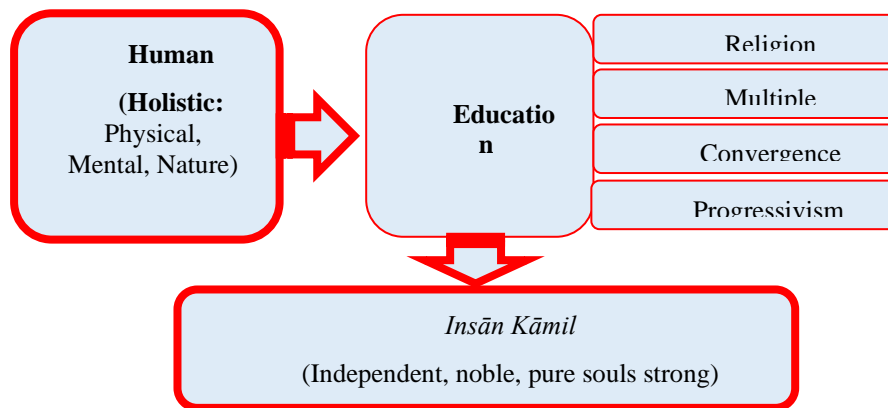 Human
(Holistic:
Physical,
Mental, Nature)
Educatio
n
Religion
Multiple
Convergence
Progressivism
Insān Kāmil
(Independent, noble, pure souls strong)